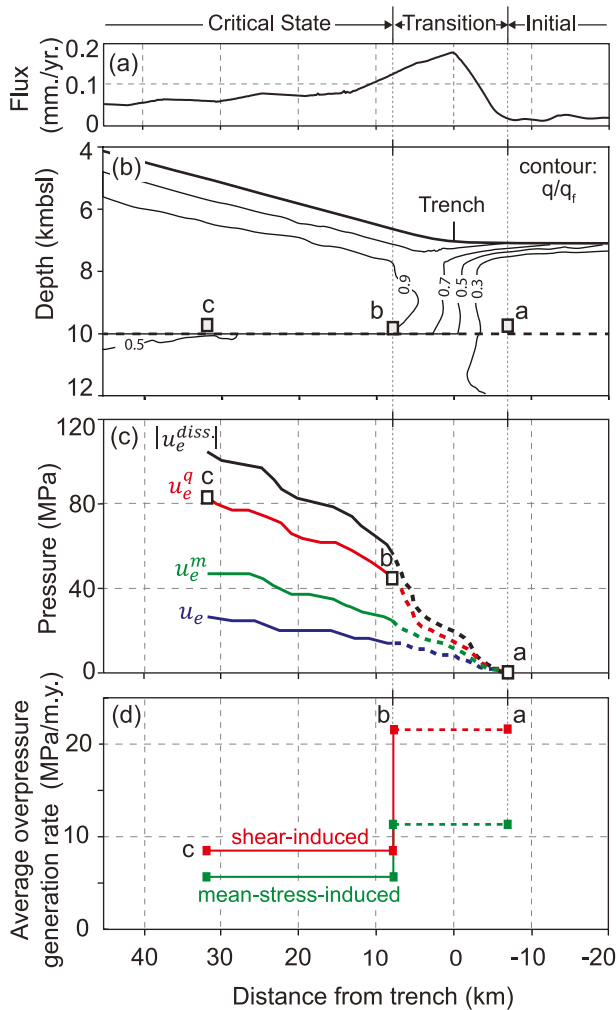 Critical State Transition Initial
(a)
Flux
(mm./yr.)
0.2
0.1
0
(b)
contour:
q/q_f
Trench
Depth (kmbsl)
4
6
8
10
12
0.9
0.7
0.5
0.3
0.5
c
b
a
(c)
|u_e^{diss.}|
c
u_e^q
u_e^m
u_e
b
a
Pressure (MPa)
120
80
40
0
(d)
b
a
Average overpressure
generation rate (MPa/m.y.)
20
10
0
c
shear-induced
mean-stress-induced
40 30 20 10 0 -10 -20
Distance from trench (km)